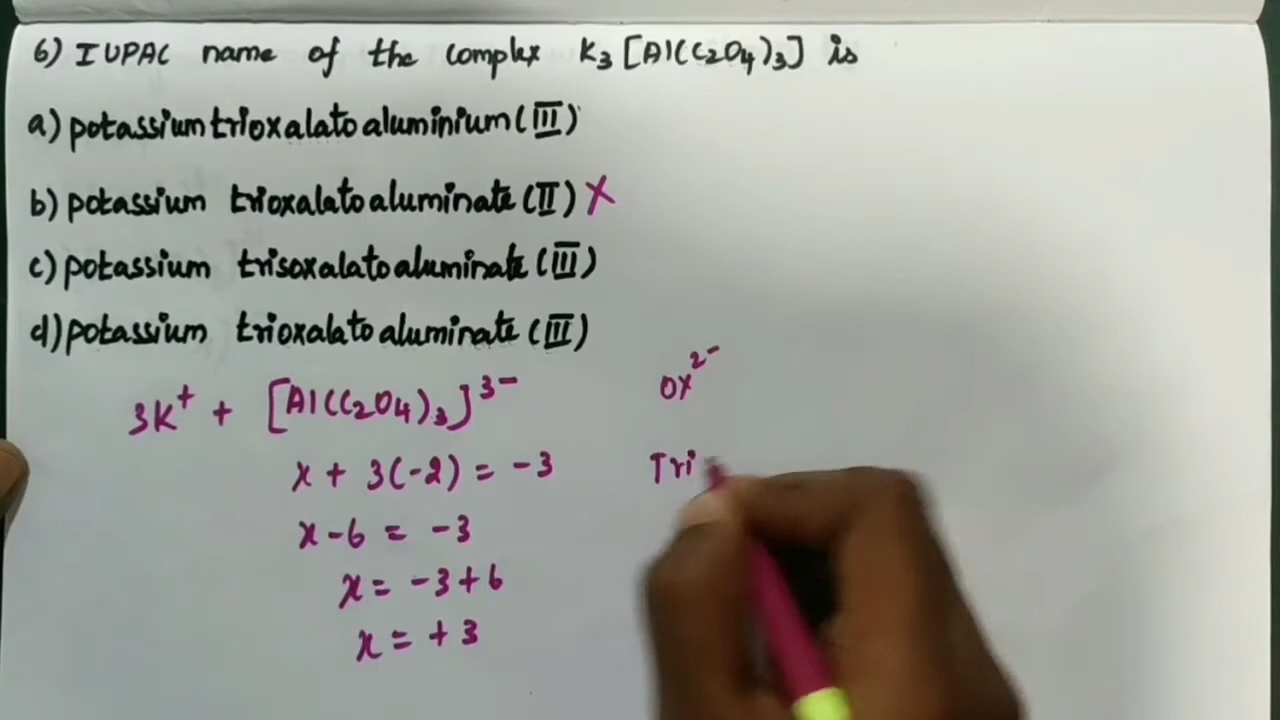 6) IUPAC name of the complex K₃[Al(C₂O₄)₃] is
a) potassium trioxalato aluminium (III)
b) potassium trioxalato aluminate (II) X
c) potassium trisoxalato aluminate (III)
d) potassium trioxalato aluminate (III)
3K⁺ + [Al(C₂O₄)₃]³⁻
ox²⁻
x + 3(-2) = -3
Tri
x - 6 = -3
x = -3 + 6
x = +3